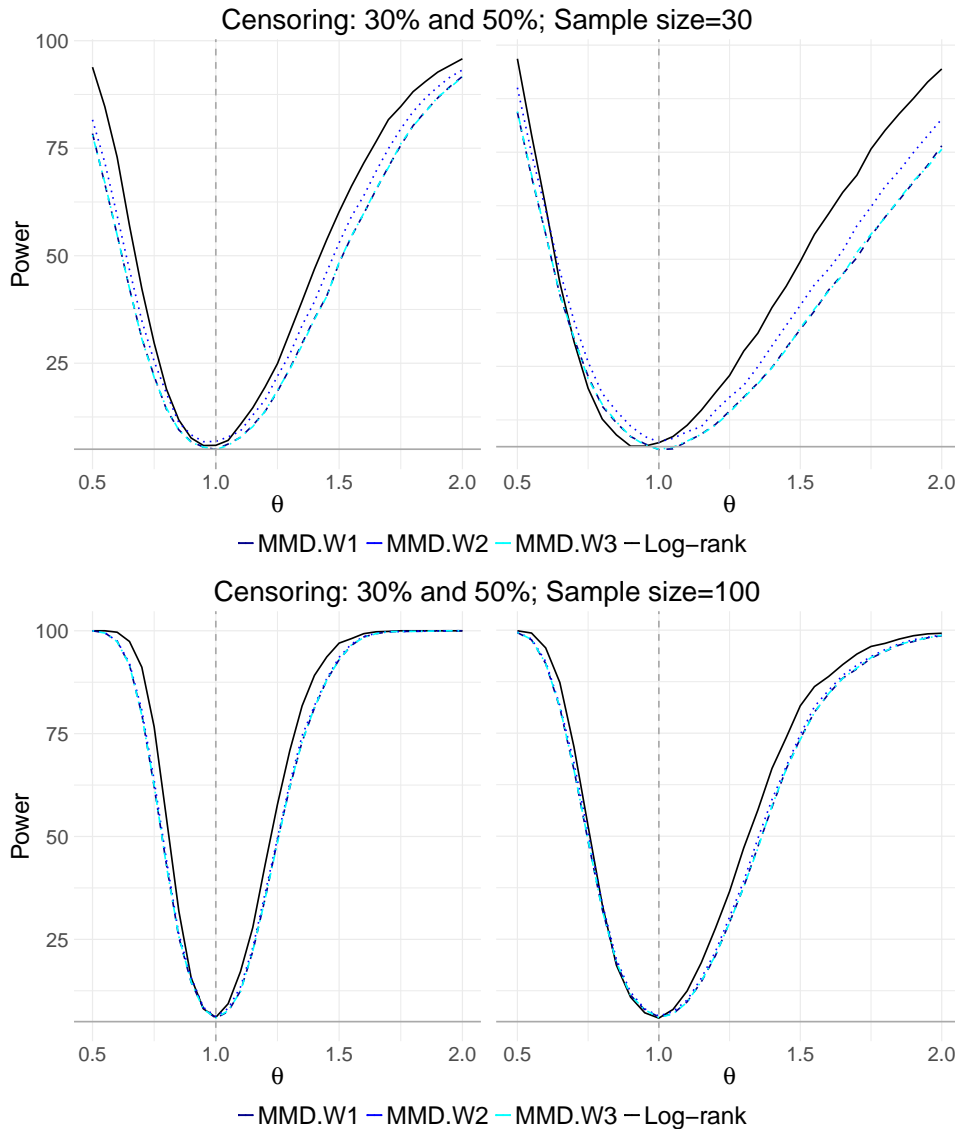 Censoring: 30% and 50%; Sample size=30
100
75
50
25
Power
0.5 1.0 1.5 2.0 0.5 1.0 1.5 2.0
θ θ
MMD.W1 MMD.W2 MMD.W3 Log−rank
Censoring: 30% and 50%; Sample size=100
100
75
50
25
Power
0.5 1.0 1.5 2.0 0.5 1.0 1.5 2.0
θ θ
MMD.W1 MMD.W2 MMD.W3 Log−rank